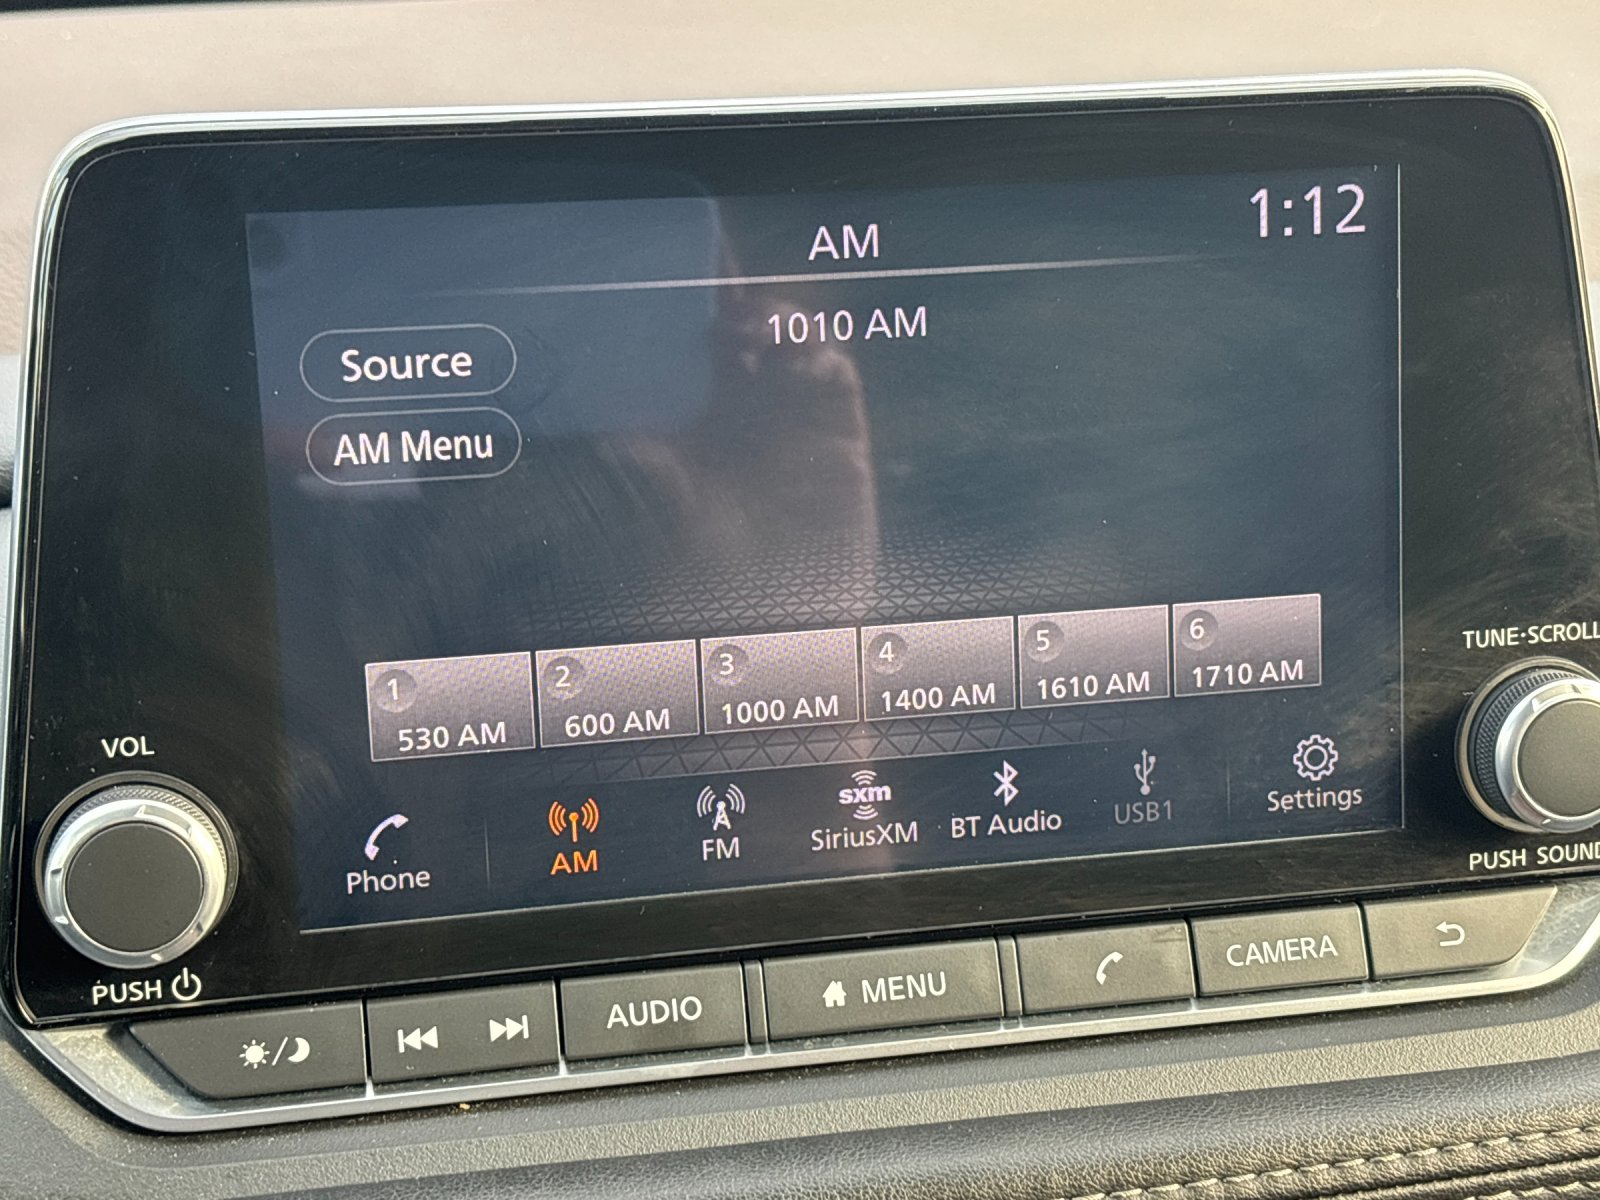 1:12
AM
1010 AM
Source
AM Menu
1
530 AM
2
600 AM
3
1000 AM
4
1400 AM
5
1610 AM
6
1710 AM
Phone
AM
FM
sxm
SiriusXM
BT Audio
USB1
Settings
VOL
PUSH
TUNE·SCROLL
PUSH SOUND
AUDIO
MENU
CAMERA